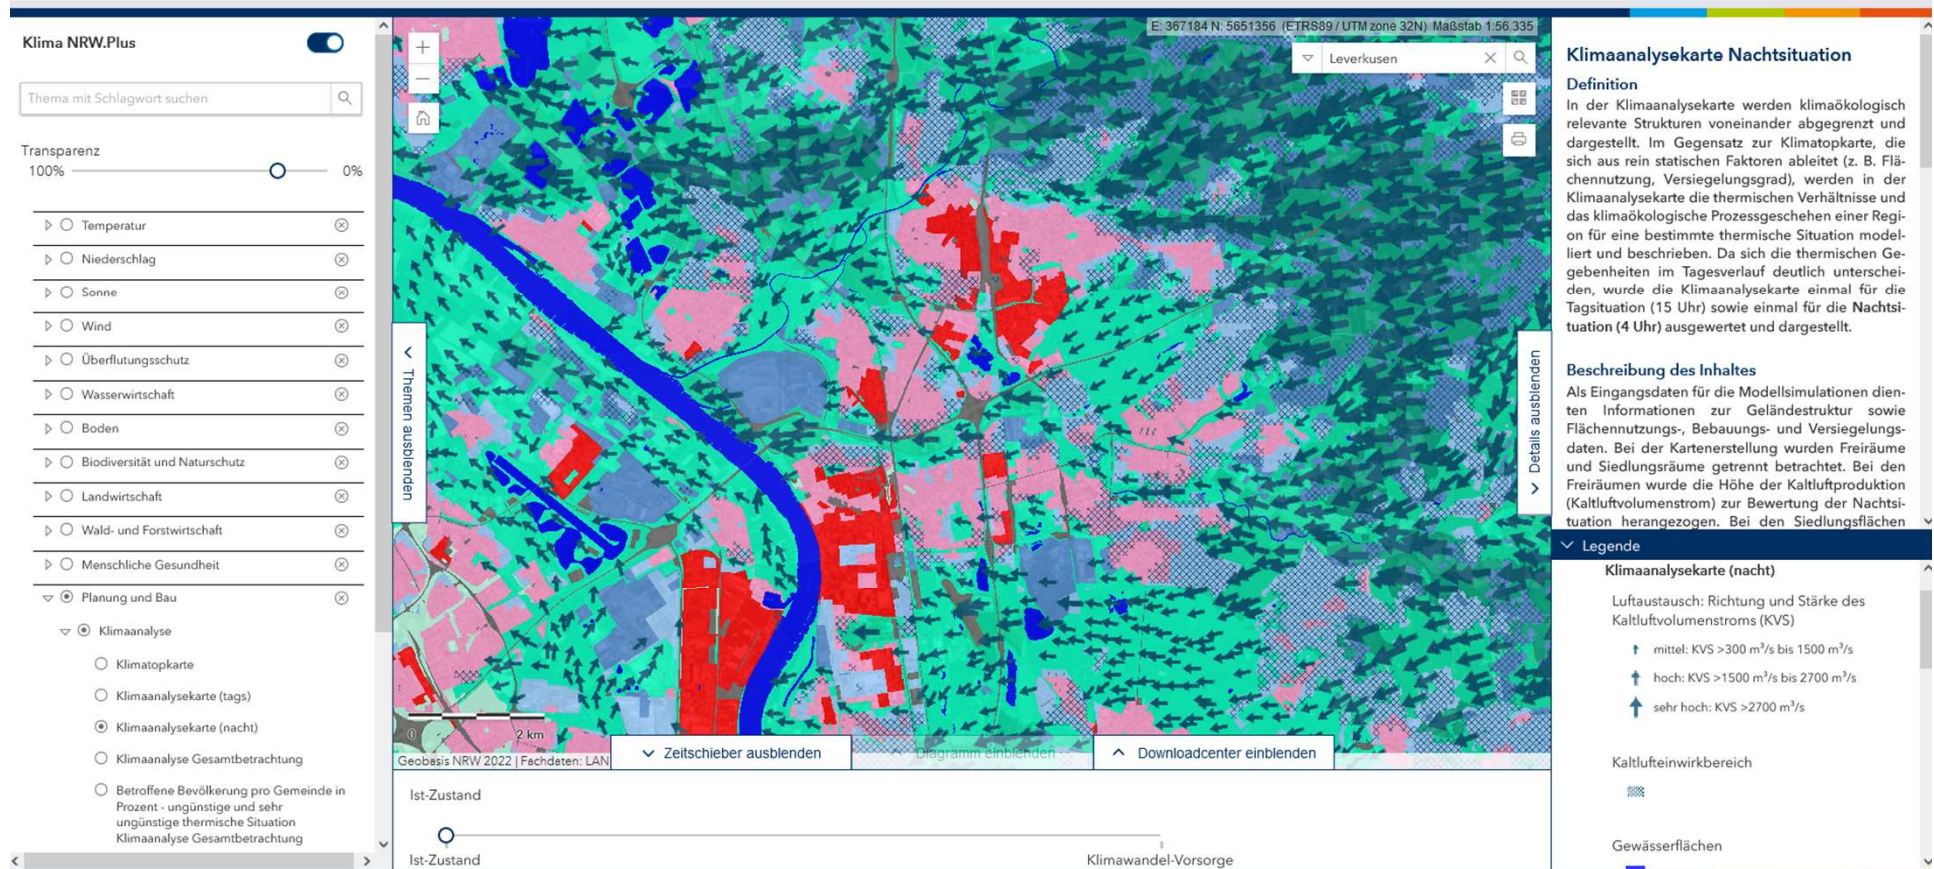 Klima NRW.Plus
Thema mit Schlagwort suchen
Transparenz
100%
0%
Temperatur
Niederschlag
Sonne
Wind
Überflutungsschutz
Wasserwirtschaft
Boden
Biodiversität und Naturschutz
Landwirtschaft
Wald- und Forstwirtschaft
Menschliche Gesundheit
Planung und Bau
Klimaanalyse
Klimatopkarte
Klimaanalysekarte (tags)
Klimaanalysekarte (nacht)
Klimaanalyse Gesamtbetrachtung
Betroffene Bevölkerung pro Gemeinde in
Prozent - ungünstige und sehr
ungünstige thermische Situation
Klimaanalyse Gesamtbetrachtung
E: 367184 N: 5651356 (ETRS89 / UTM zone 32N) Maßstab 1:56.335
Leverkusen
Themen ausblenden
Details ausblenden
0 2 km
Geobasis NRW 2022 | Fachdaten: LAN
Zeitschieber ausblenden
Diagramm einblenden
Downloadcenter einblenden
Ist-Zustand
Ist-Zustand
Klimawandel-Vorsorge
Klimaanalysekarte Nachtsituation
Definition
In der Klimaanalysekarte werden klimaökologisch
relevante Strukturen voneinander abgegrenzt und
dargestellt. Im Gegensatz zur Klimatopkarte, die
sich aus rein statischen Faktoren ableitet (z. B. Flä-
chennutzung, Versiegelungsgrad), werden in der
Klimaanalysekarte die thermischen Verhältnisse und
das klimaökologische Prozessgeschehen einer Regi-
on für eine bestimmte thermische Situation model-
liert und beschrieben. Da sich die thermischen Ge-
gebenheiten im Tagesverlauf deutlich unterschei-
den, wurde die Klimaanalysekarte einmal für die
Tagsituation (15 Uhr) sowie einmal für die Nachtsi-
tuation (4 Uhr) ausgewertet und dargestellt.
Beschreibung des Inhaltes
Als Eingangsdaten für die Modellsimulationen dien-
ten Informationen zur Geländestruktur sowie
Flächennutzungs-, Bebauungs- und Versiegelungs-
daten. Bei der Kartenerstellung wurden Freiräume
und Siedlungsräume getrennt betrachtet. Bei den
Freiräumen wurde die Höhe der Kaltluftproduktion
(Kaltluftvolumenstrom) zur Bewertung der Nachtsi-
tuation herangezogen. Bei den Siedlungsflächen
Legende
Klimaanalysekarte (nacht)
Luftaustausch: Richtung und Stärke des
Kaltluftvolumenstroms (KVS)
mittel: KVS >300 m³/s bis 1500 m³/s
hoch: KVS >1500 m³/s bis 2700 m³/s
sehr hoch: KVS >2700 m³/s
Kaltlufteinwirkbereich
Gewässerflächen